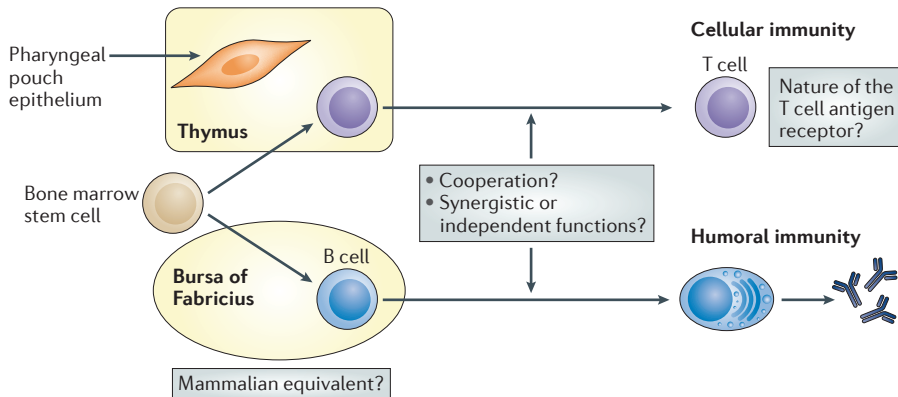 Pharyngeal
pouch
epithelium
Thymus
Cellular immunity
T cell
Nature of the
T cell antigen
receptor?
Bone marrow
stem cell
• Cooperation?
• Synergistic or
independent functions?
Bursa of
Fabricius
B cell
Humoral immunity
Mammalian equivalent?